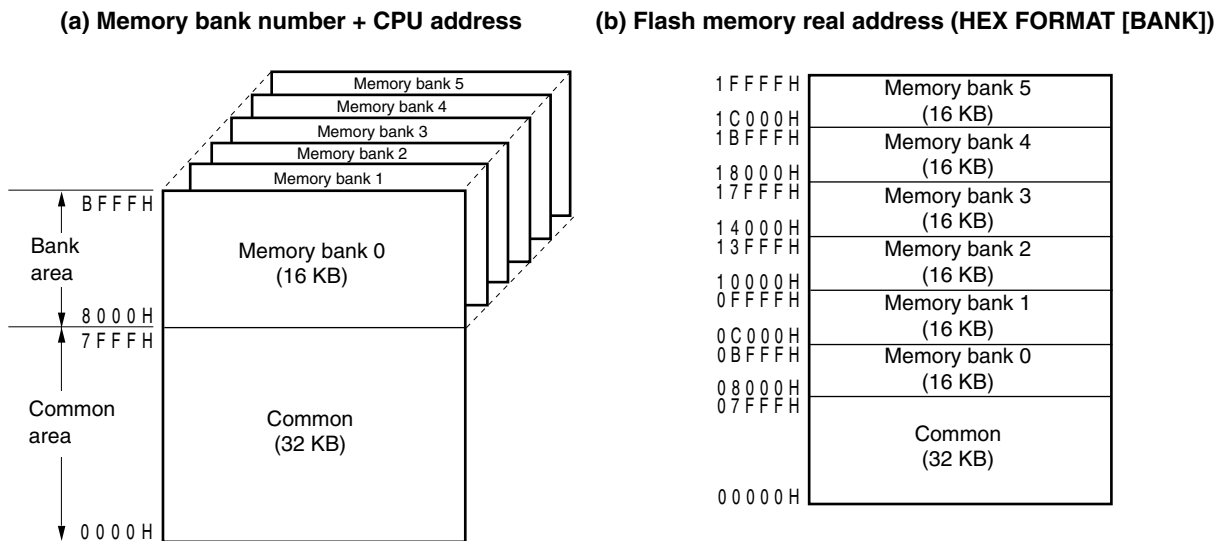 (a) Memory bank number + CPU address
Memory bank 5
Memory bank 4
Memory bank 3
Memory bank 2
Memory bank 1
BFFFH
Bank
area
Memory bank 0
(16 KB)
8000H
7FFFH
Common
area
Common
(32 KB)
0000H
(b) Flash memory real address (HEX FORMAT [BANK])
1FFFFH
Memory bank 5
(16 KB)
1C000H
1BFFFH
Memory bank 4
(16 KB)
18000H
17FFFH
Memory bank 3
(16 KB)
14000H
13FFFH
Memory bank 2
(16 KB)
10000H
0FFFFH
Memory bank 1
(16 KB)
0C000H
0BFFFH
Memory bank 0
(16 KB)
08000H
07FFFH
Common
(32 KB)
00000H